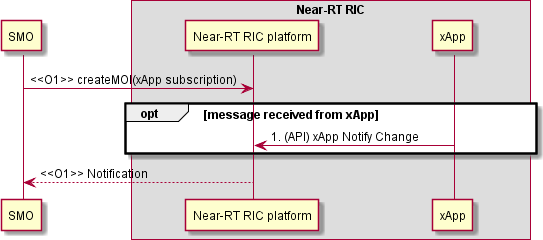 Near-RT RIC
SMO
Near-RT RIC platform
xApp
<<O1>> createMOI(xApp subscription)
opt
[message received from xApp]
1. (API) xApp Notify Change
<<O1>> Notification
SMO
Near-RT RIC platform
xApp